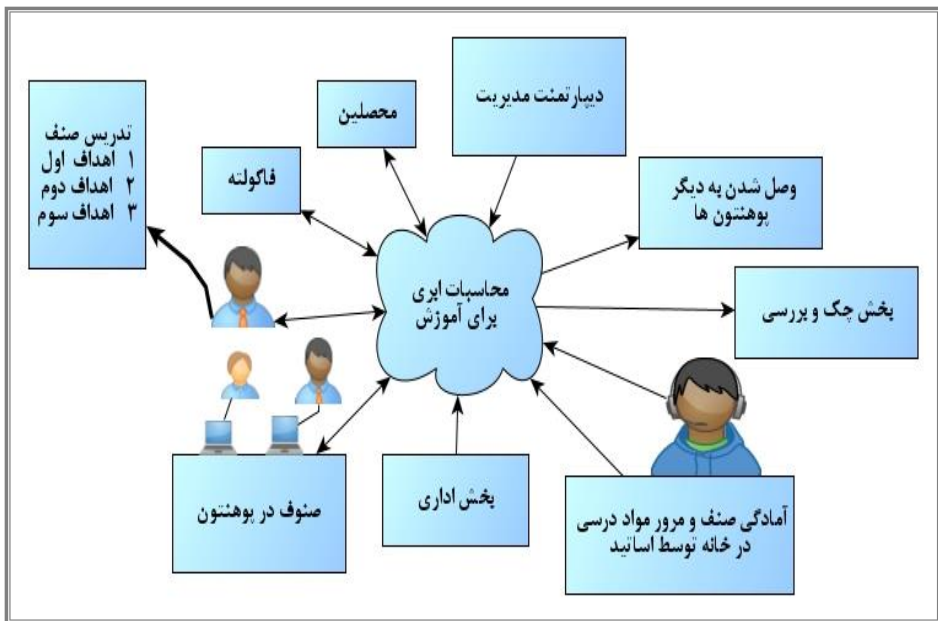 دیپارتمنت مدیریت
محصلین
فاکولته
تدریس صنف
۱ اهداف اول
۲ اهداف دوم
۳ اهداف سوم
وصل شدن به دیگر
پوهنتون ها
محاسبات ابری
برای آموزش
بخش چک و بررسی
صنوف در پوهنتون
بخش اداری
آمادگی صنف و مرور مواد درسی
در خانه توسط اساتید